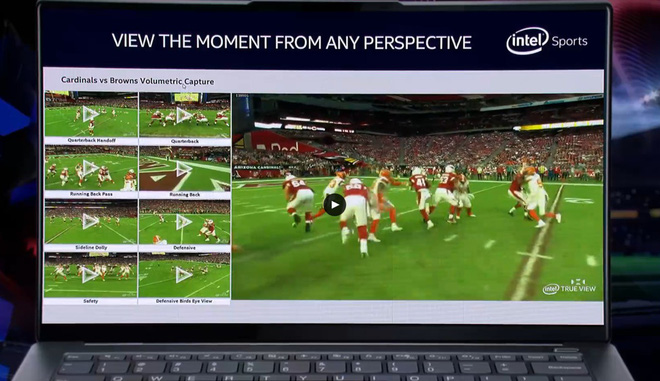 VIEW THE MOMENT FROM ANY PERSPECTIVE
intel Sports
Cardinals vs Browns Volumetric Capture
Quarterback Handoff
Quarterback
Running Back Pass
Running Back
Sideline Dolly
Defensive
Safety
Defensive Birds Eye View
ARIZONA CARDINALS
intel TRUE VIEW
Q W E R T Y U I O P